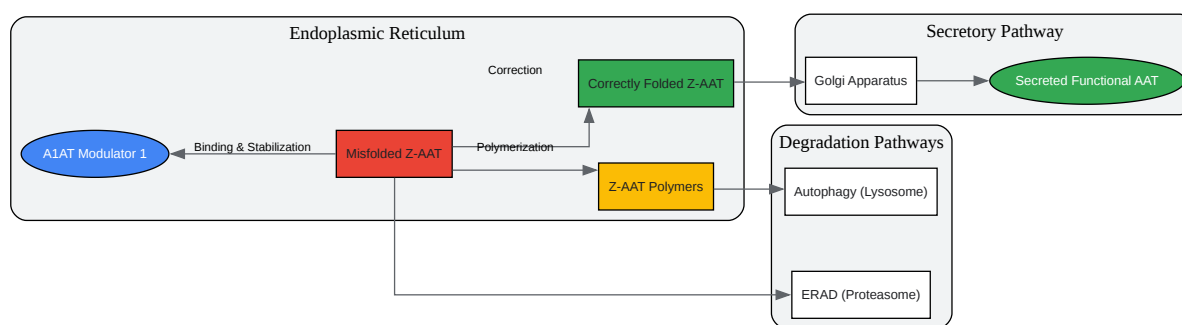 Endoplasmic Reticulum
Secretory Pathway
Correction
Correctly Folded Z-AAT
Golgi Apparatus
Secreted Functional AAT
A1AT Modulator 1
Binding & Stabilization
Misfolded Z-AAT
Polymerization
Z-AAT Polymers
Degradation Pathways
Autophagy (Lysosome)
ERAD (Proteasome)